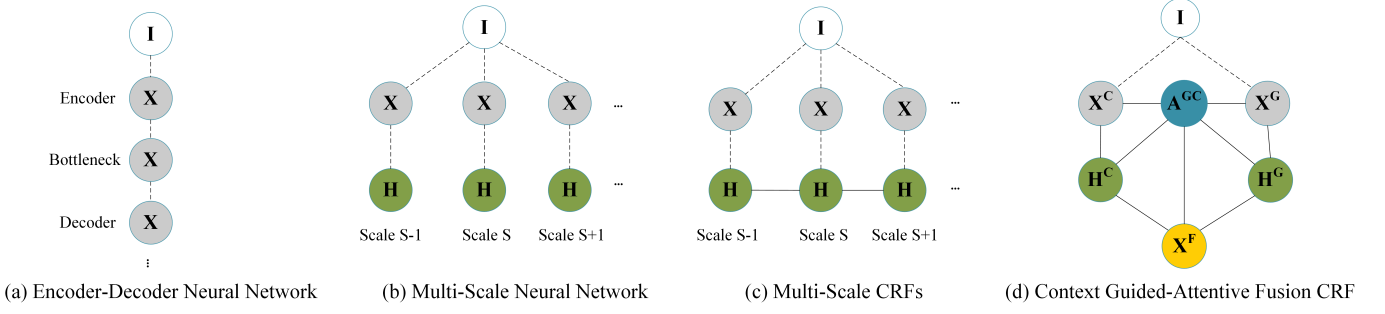 I
Encoder
X
Bottleneck
X
Decoder
X
...
(a) Encoder-Decoder Neural Network
I
X X X ...
H H H ...
Scale S-1 Scale S Scale S+1
(b) Multi-Scale Neural Network
I
X X X ...
H H H ...
Scale S-1 Scale S Scale S+1
(c) Multi-Scale CRFs
I
X^C A^GC X^G
H^C H^G
X^F
(d) Context Guided-Attentive Fusion CRF